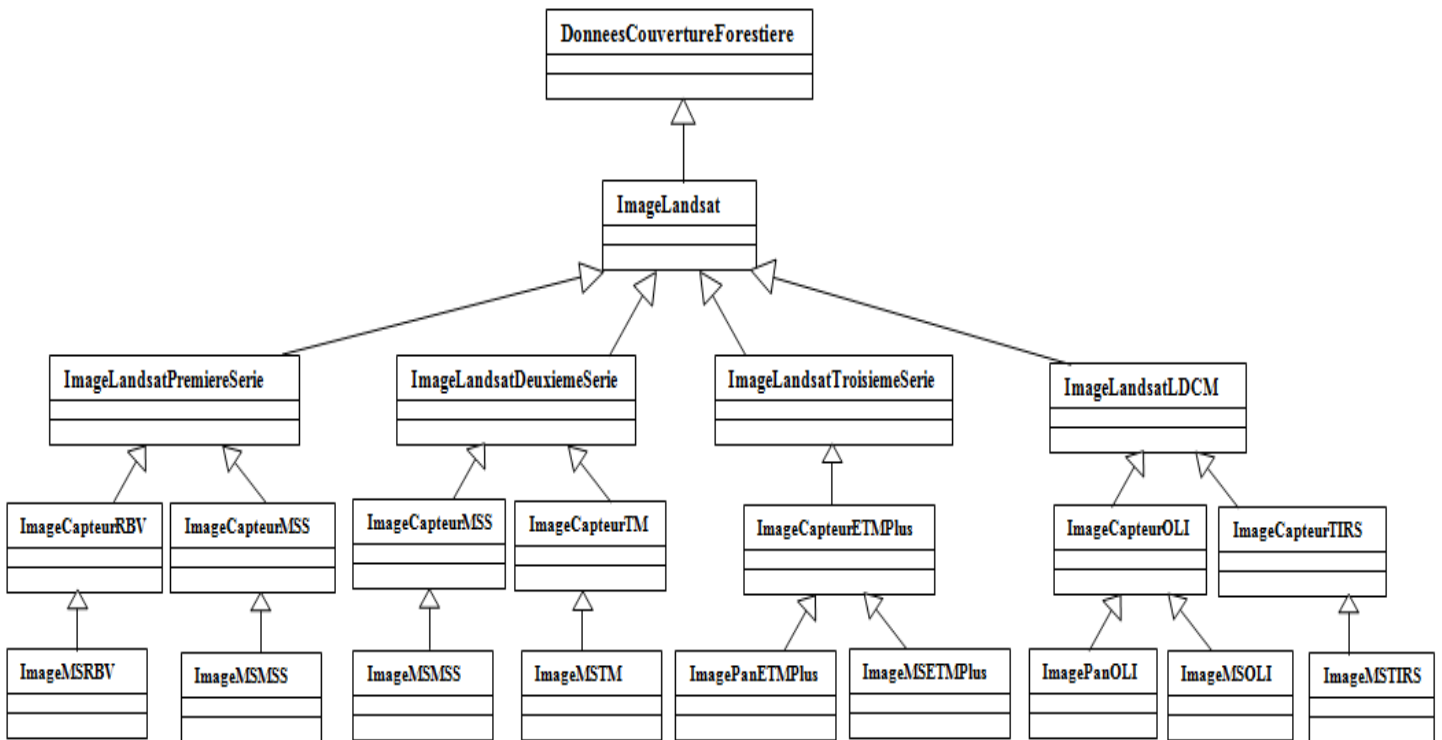 DonneesCouvertureForestiere
ImageLandsat
ImageLandsatPremiereSerie
ImageLandsatDeuxiemeSerie
ImageLandsatTroisiemeSerie
ImageLandsatLDCM
ImageCapteurRBV
ImageCapteurMSS
ImageCapteurMSS
ImageCapteurTM
ImageCapteurETMPlus
ImageCapteurOLI
ImageCapteurTIRS
ImageMSRBV
ImageMSMSS
ImageMSMSS
ImageMSTM
ImagePanETMPlus
ImageMSETMPlus
ImagePanOLI
ImageMSOLI
ImageMSTIRS